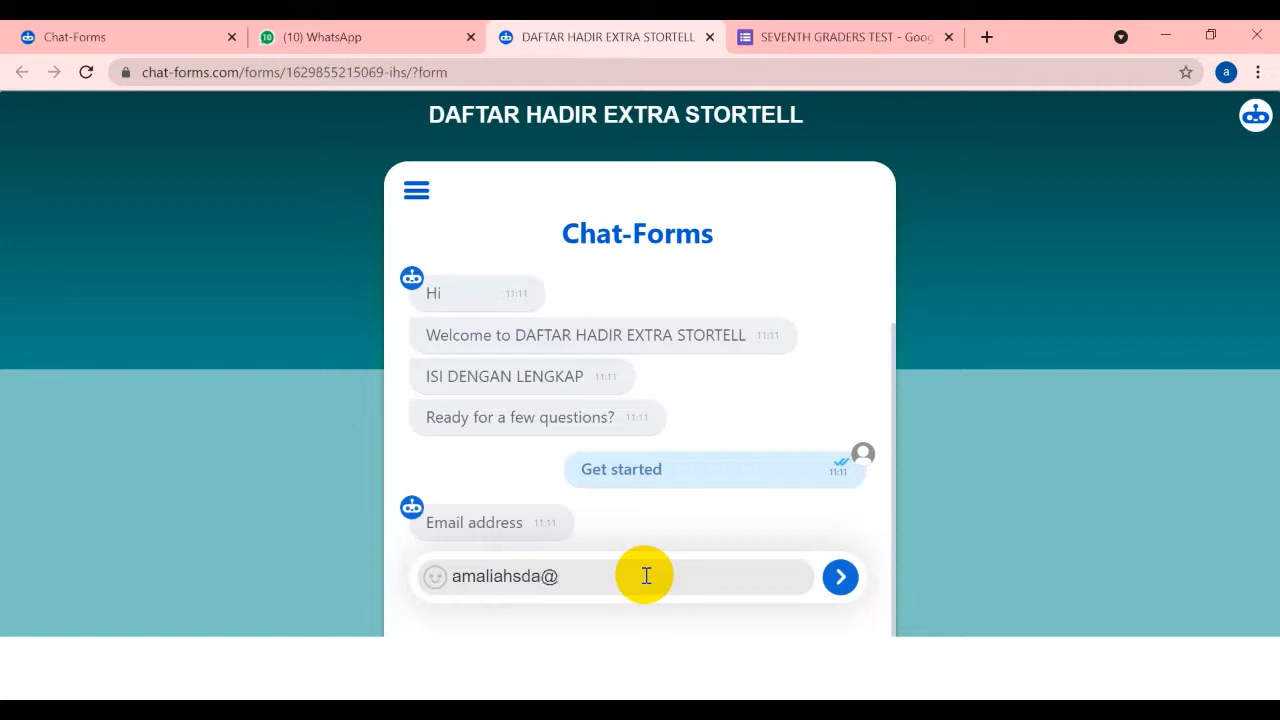 Chat-Forms
(10) WhatsApp
DAFTAR HADIR EXTRA STORTELL
SEVENTH GRADERS TEST - Goog
chat-forms.com/forms/1629855215069-ihs/?form
a
DAFTAR HADIR EXTRA STORTELL
Chat-Forms
Hi 11:11
Welcome to DAFTAR HADIR EXTRA STORTELL 11:11
ISI DENGAN LENGKAP 11:11
Ready for a few questions? 11:11
Get started 11:11
Email address 11:11
amaliahsda@